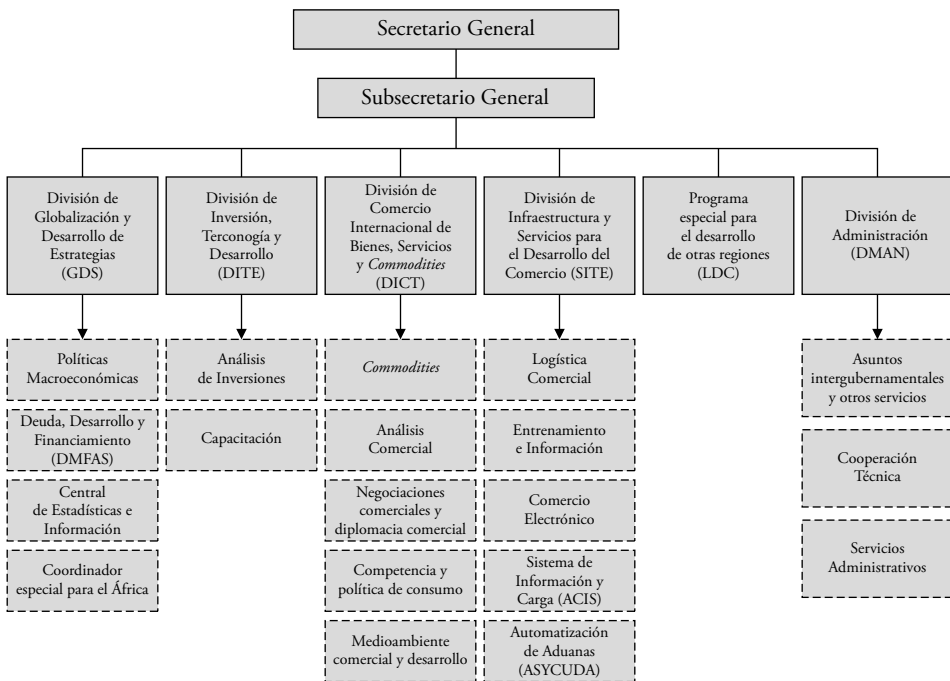 Secretario General
Subsecretario General
División de
Globalización y
Desarrollo de
Estrategias
(GDS)
División de
Inversión,
Terconogía y
Desarrollo
(DITE)
División de
Comercio
Internacional de
Bienes, Servicios
y Commodities
(DICT)
División de
Infraestructura y
Servicios para
el Desarrollo del
Comercio (SITE)
Programa
especial para
el desarrollo
de otras regiones
(LDC)
División de
Administración
(DMAN)
Políticas
Macroeconómicas
Deuda, Desarrollo y
Financiamiento
(DMFAS)
Central
de Estadísticas e
Información
Coordinador
especial para el África
Análisis
de Inversiones
Capacitación
Commodities
Análisis
Comercial
Negociaciones
comerciales y
diplomacia comercial
Competencia y
política de consumo
Medioambiente
comercial y desarrollo
Logística
Comercial
Entrenamiento
e Información
Comercio
Electrónico
Sistema de
Información y
Carga (ACIS)
Automatización
de Aduanas
(ASYCUDA)
Asuntos
intergubernamentales
y otros servicios
Cooperación
Técnica
Servicios
Administrativos